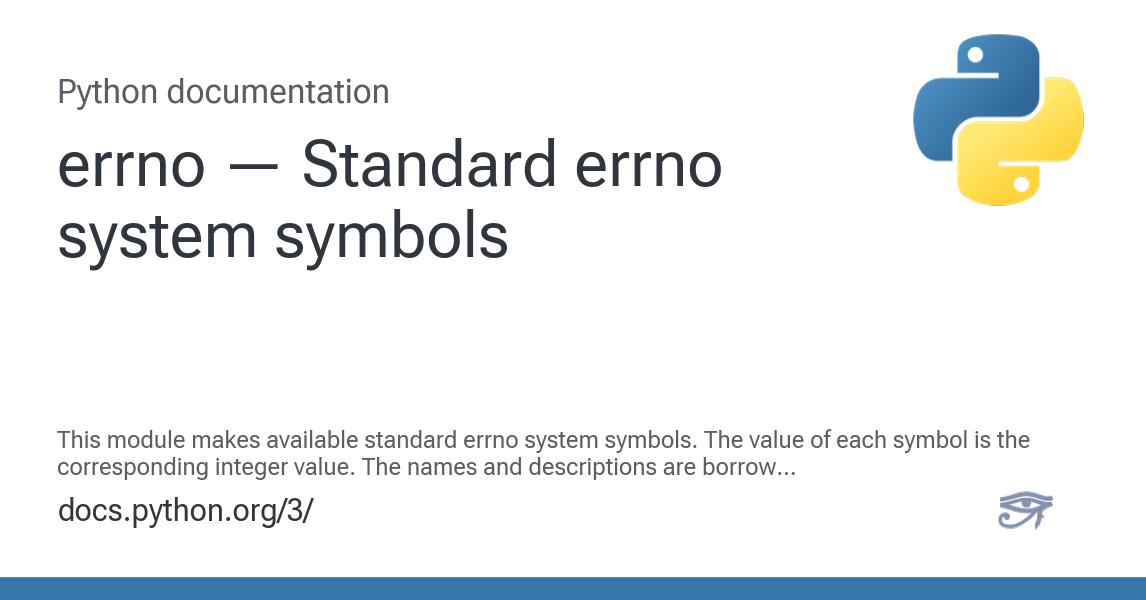 Python documentation
errno — Standard errno
system symbols
This module makes available standard errno system symbols. The value of each symbol is the
corresponding integer value. The names and descriptions are borrow...
docs.python.org/3/